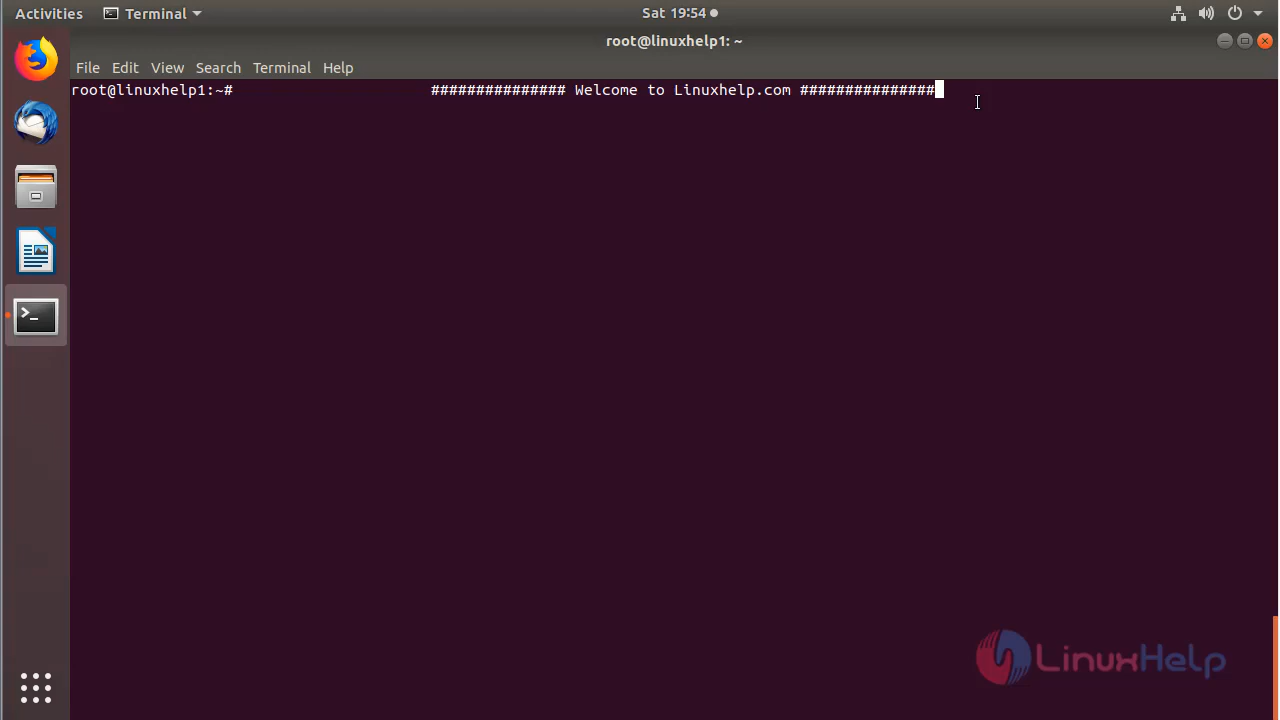 Activities Terminal Sat 19:54
root@linuxhelp1: ~
File Edit View Search Terminal Help
root@linuxhelp1:~# ############### Welcome to Linuxhelp.com ###############
LinuxHelp